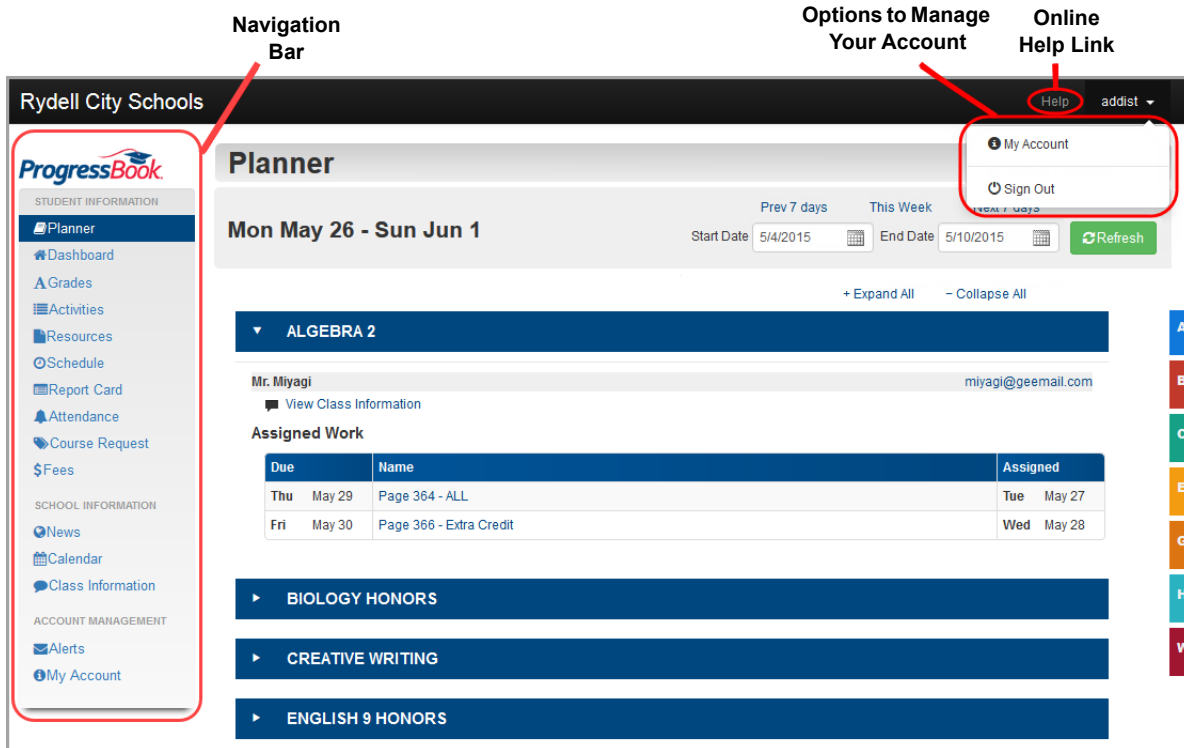 Navigation
Bar
Options to Manage
Your Account
Online
Help Link
Rydell City Schools
Help addist
My Account
Sign Out
ProgressBook
STUDENT INFORMATION
Planner
Dashboard
Grades
Activities
Resources
Schedule
Report Card
Attendance
Course Request
Fees
SCHOOL INFORMATION
News
Calendar
Class Information
ACCOUNT MANAGEMENT
Alerts
My Account
Planner
Mon May 26 - Sun Jun 1
Prev 7 days This Week Next 7 days
Start Date 5/4/2015 End Date 5/10/2015 Refresh
+ Expand All − Collapse All
ALGEBRA 2
Mr. Miyagi miyagi@geemail.com
View Class Information
Assigned Work
Due Name Assigned
Thu May 29 Page 364 - ALL Tue May 27
Fri May 30 Page 366 - Extra Credit Wed May 28
BIOLOGY HONORS
CREATIVE WRITING
ENGLISH 9 HONORS